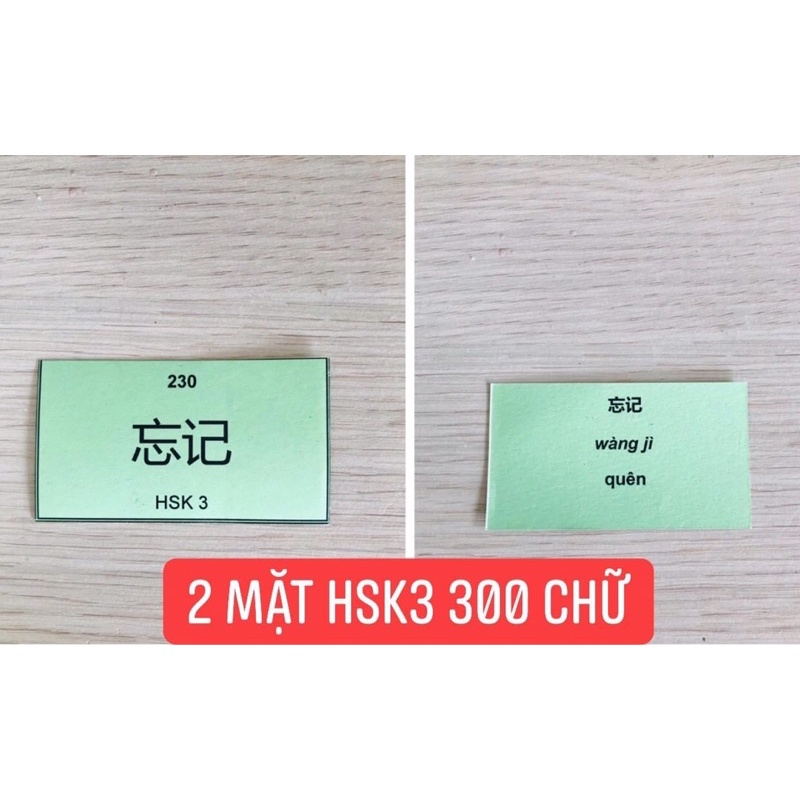 230
忘记
HSK 3
忘记
wàng jì
quên
2 MẶT HSK3 300 CHỮ